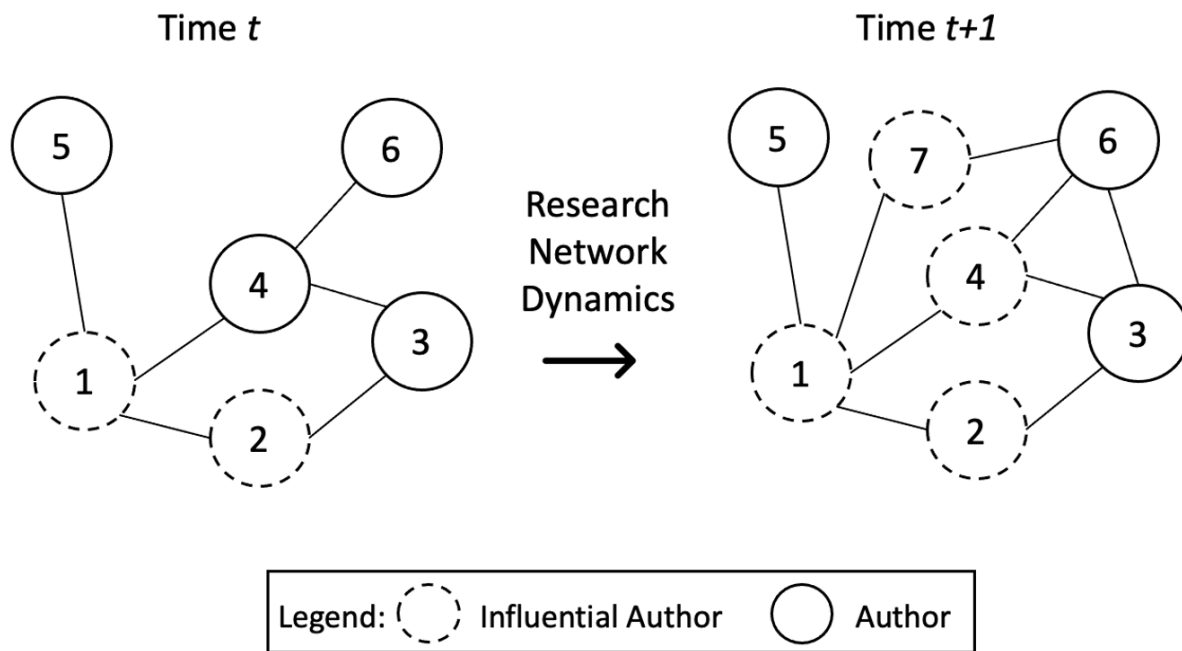 Time t
Time t+1
5
6
4
3
1
2
Research
Network
Dynamics
5
7
6
4
3
1
2
Legend:
Influential Author
Author